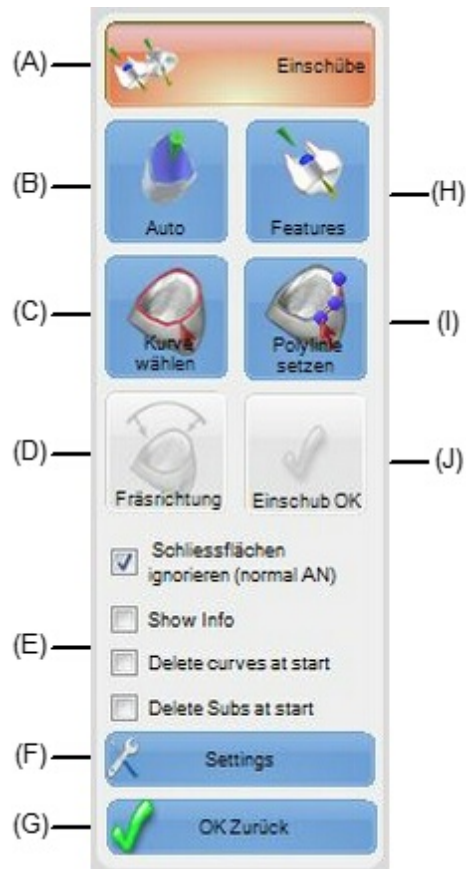 (A)
Einschübe
(B)
Auto
Features
(H)
(C)
Kurve
wählen
Polylinie
setzen
(I)
(D)
Fräsrichtung
Einschub OK
(J)
Schliessflächen
ignorieren (normal AN)
Show Info
(E)
Delete curves at start
Delete Subs at start
(F)
Settings
(G)
OK Zurück